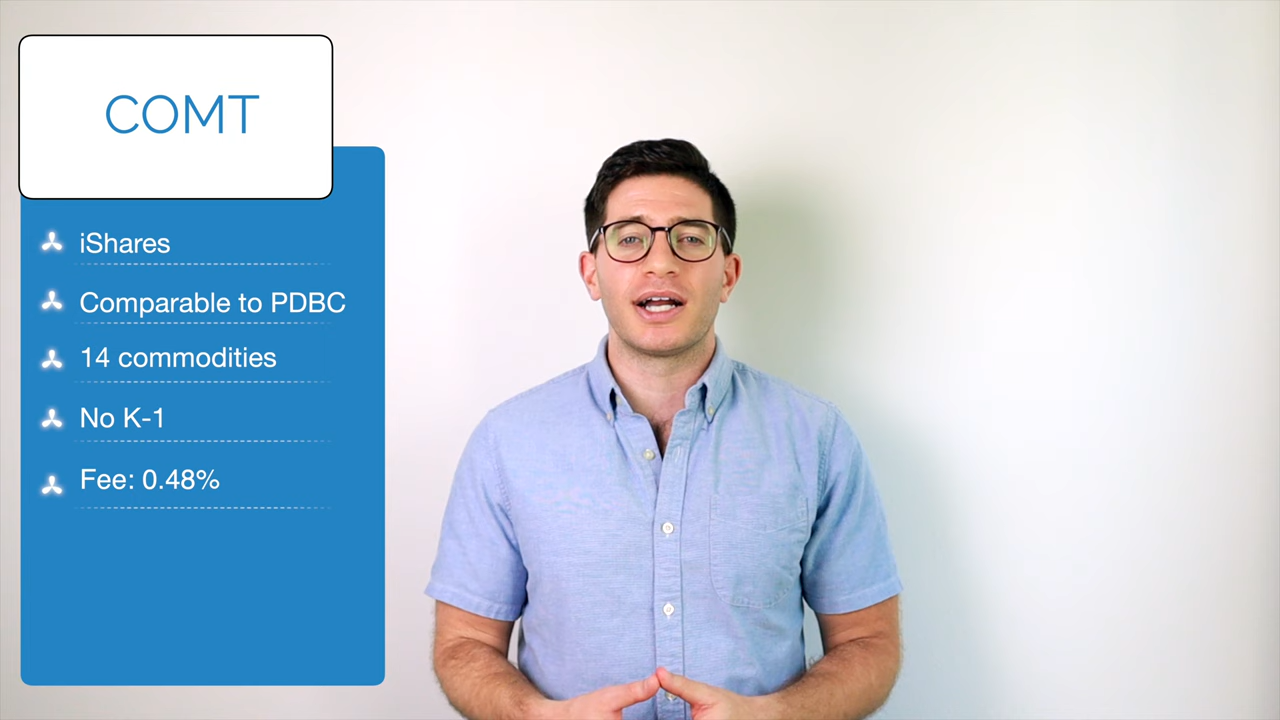 COMT
iShares
Comparable to PDBC
14 commodities
No K-1
Fee: 0.48%